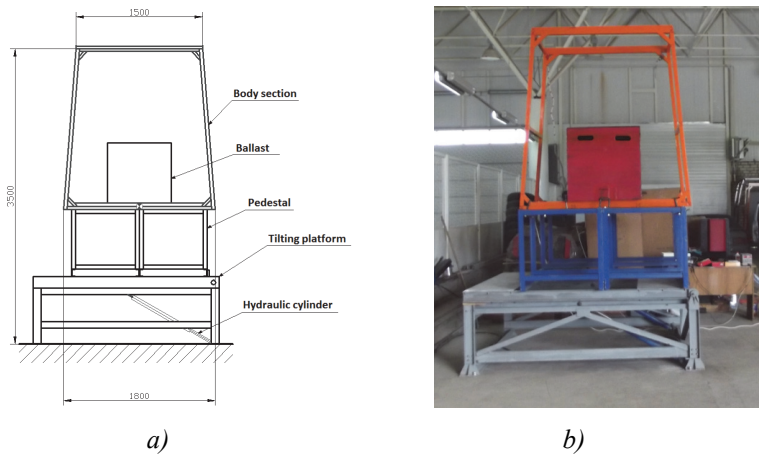 1500
Body section
Ballast
3500
Pedestal
Tilting platform
Hydraulic cylinder
1800
a)
b)